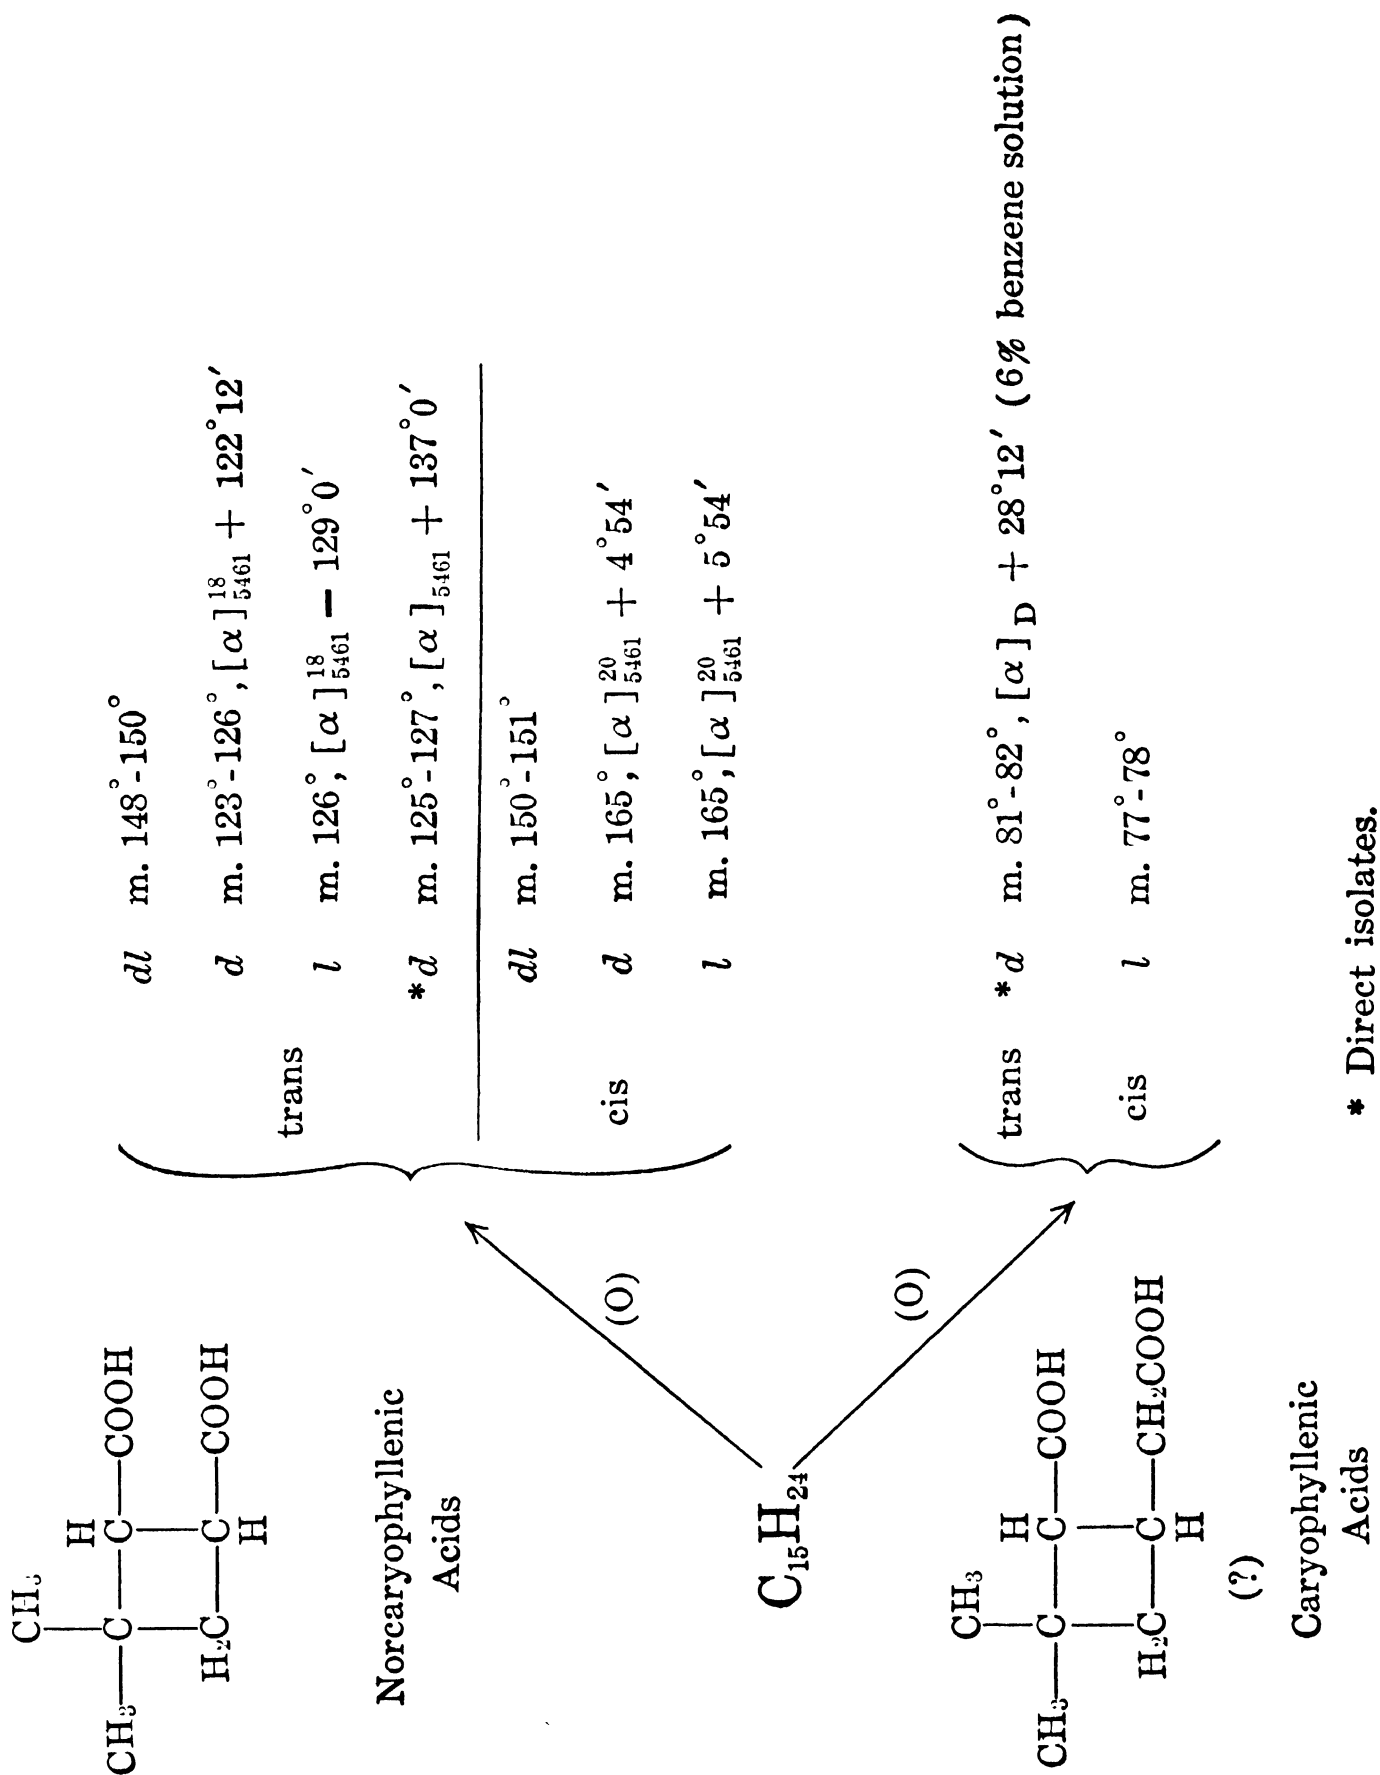 CH3
H
CH3—C—C—COOH
H2C—C—COOH
H
Norcaryophyllenic
Acids
trans
dl m. 148°-150°
d m. 123°-126°, [α]18 5461 + 122°12′
l m. 126°, [α]18 5461 − 129°0′
*d m. 125°-127°, [α]5461 + 137°0′
cis
dl m. 150°-151°
d m. 165°, [α]20 5461 + 4°54′
l m. 165°, [α]20 5461 + 5°54′
(O)
C15H24
(O)
CH3
H
CH3—C—C—COOH
H2C—C—CH2COOH
H
(?)
Caryophyllenic
Acids
trans *d m. 81°-82°, [α]D + 28°12′ (6% benzene solution)
cis l m. 77°-78°
* Direct isolates.